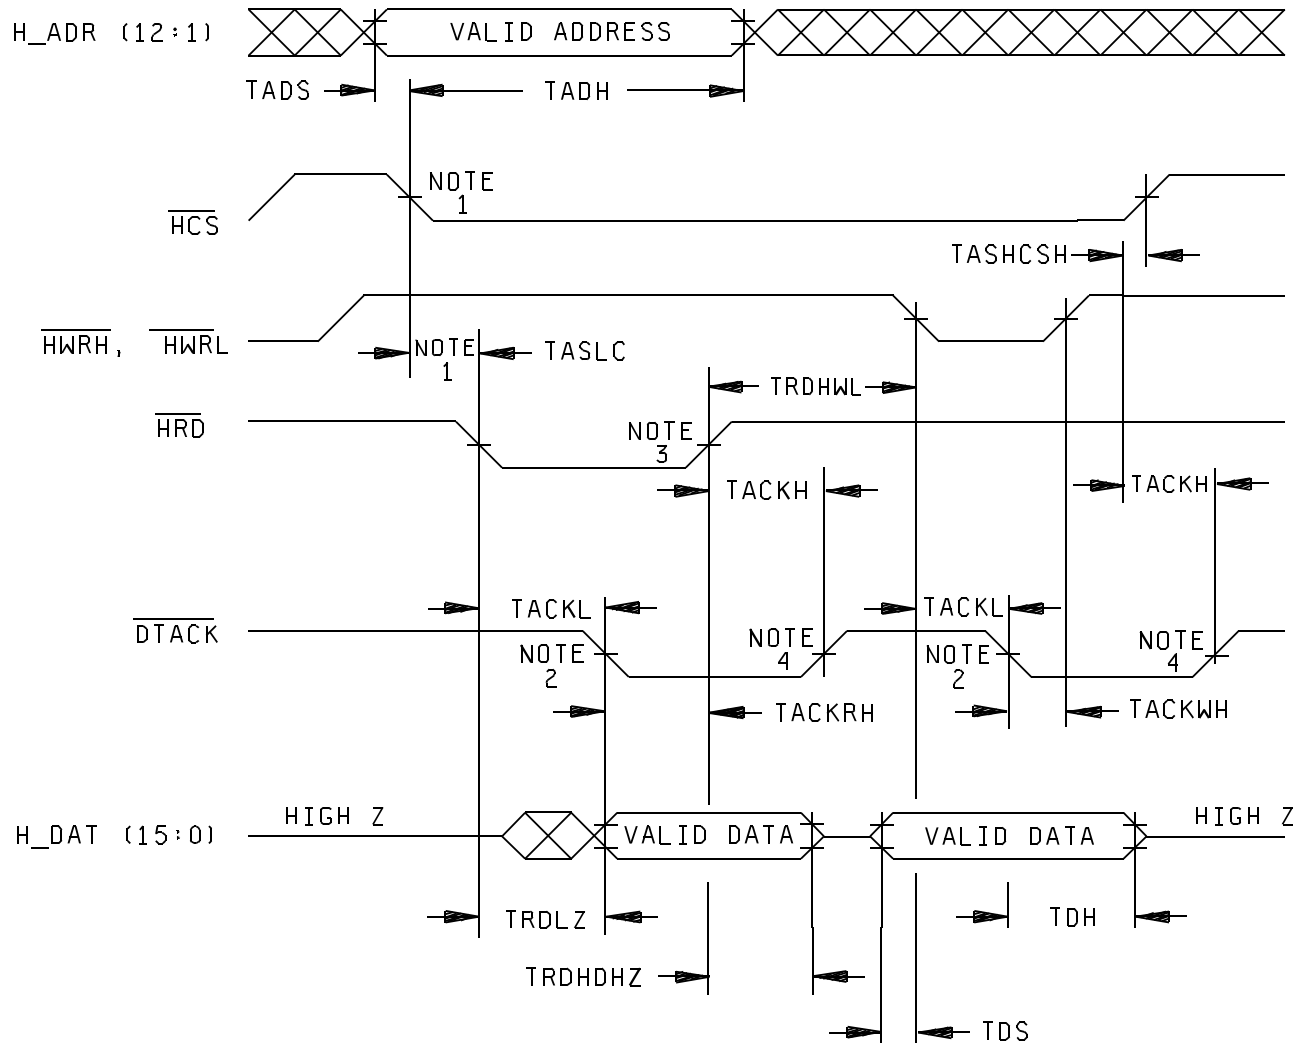 H_ADR (12:1)
VALID ADDRESS
TADS
TADH
NOTE
1
HCS
TASHCSH
HWRH, HWRL
NOTE
1
TASLC
TRDHWL
HRD
NOTE
3
TACKH
TACKH
TACKL
TACKL
DTACK
NOTE
2
NOTE
4
NOTE
2
NOTE
4
TACKRH
TACKWH
HIGH Z
HIGH Z
H_DAT (15:0)
VALID DATA
VALID DATA
TRDLZ
TDH
TRDHDHZ
TDS